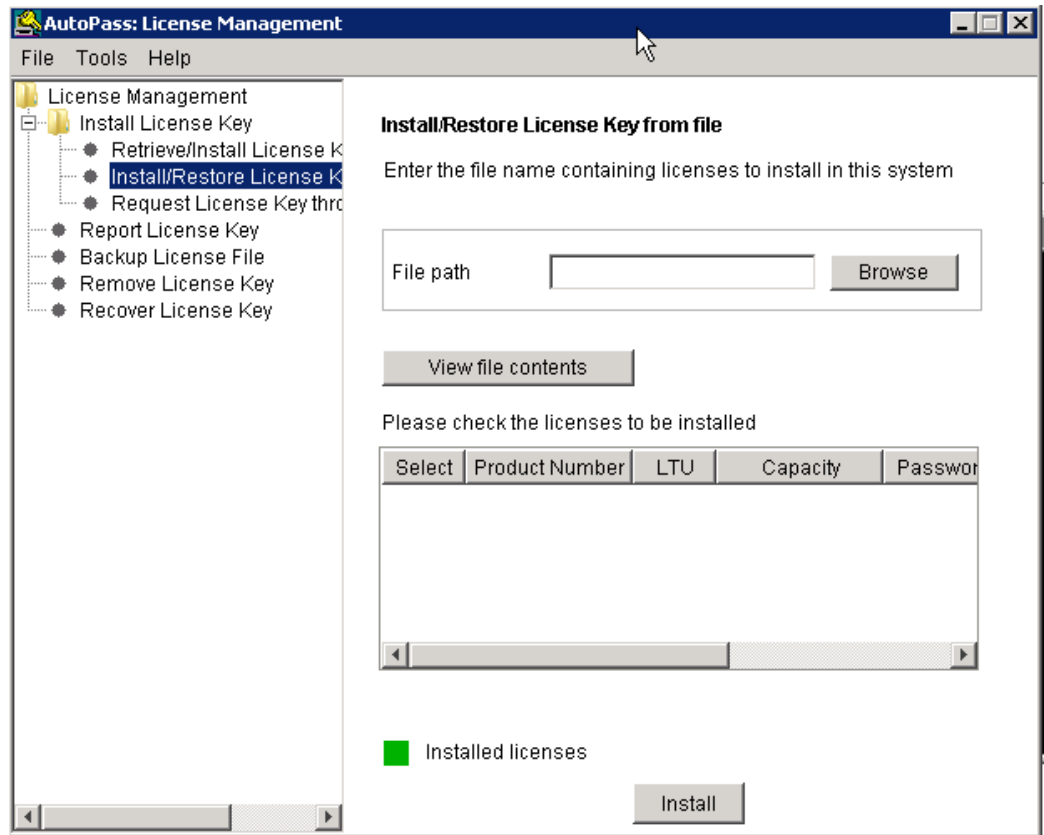 AutoPass: License Management
File Tools Help
License Management
Install License Key
Retrieve/Install License K
Install/Restore License K
Request License Key thro
Report License Key
Backup License File
Remove License Key
Recover License Key
Install/Restore License Key from file
Enter the file name containing licenses to install in this system
File path
Browse
View file contents
Please check the licenses to be installed
Select Product Number LTU Capacity Passwor
Installed licenses
Install